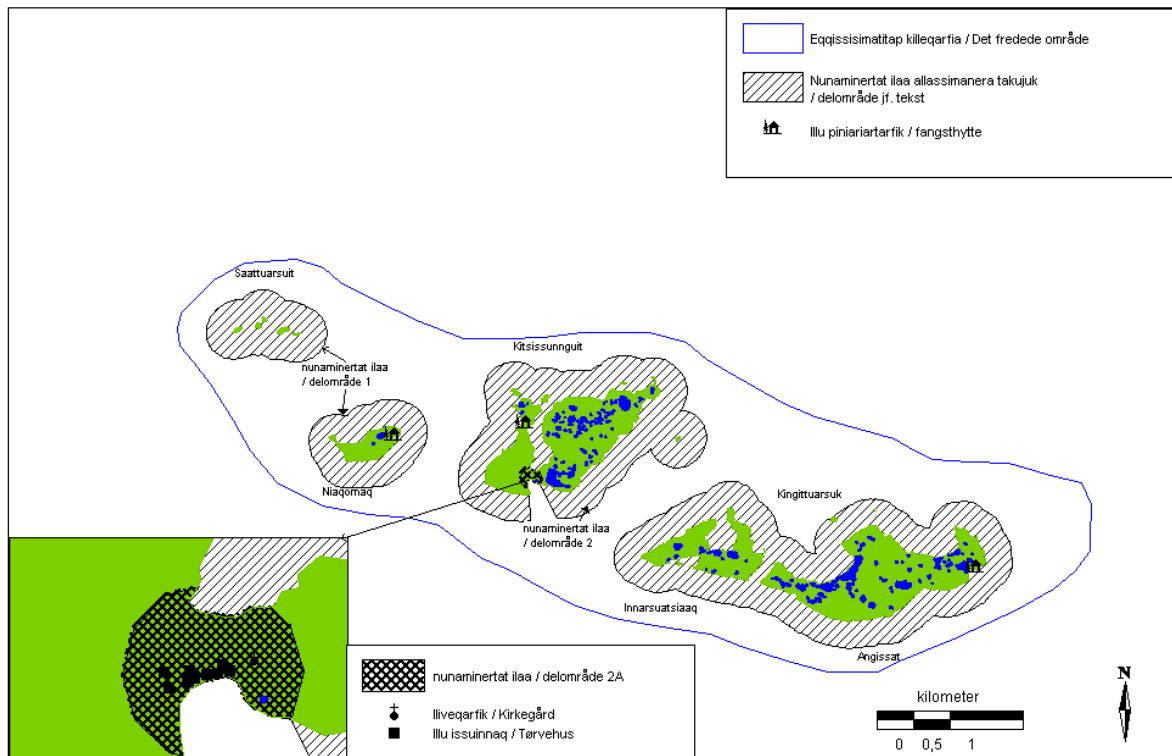 Eqqissisimatitap killeqarfia / Det fredede område
Nunaminertat ilaa allassimanera takujuk
/ delområde jf. tekst
Illu piniariartarfik / fangsthytte
Saattuarsuit
Kitsissunnguit
nunaminertat ilaa
/ delområde 1
Niaqornaq
Kingittuarsuk
nunaminertat ilaa
/ delområde 2
Innarsuatsiaaq
Angissat
nunaminertat ilaa / delområde 2A
Iliveqarfik / Kirkegård
Illu issuinnaq / Tørvehus
N
kilometer
0 0,5 1